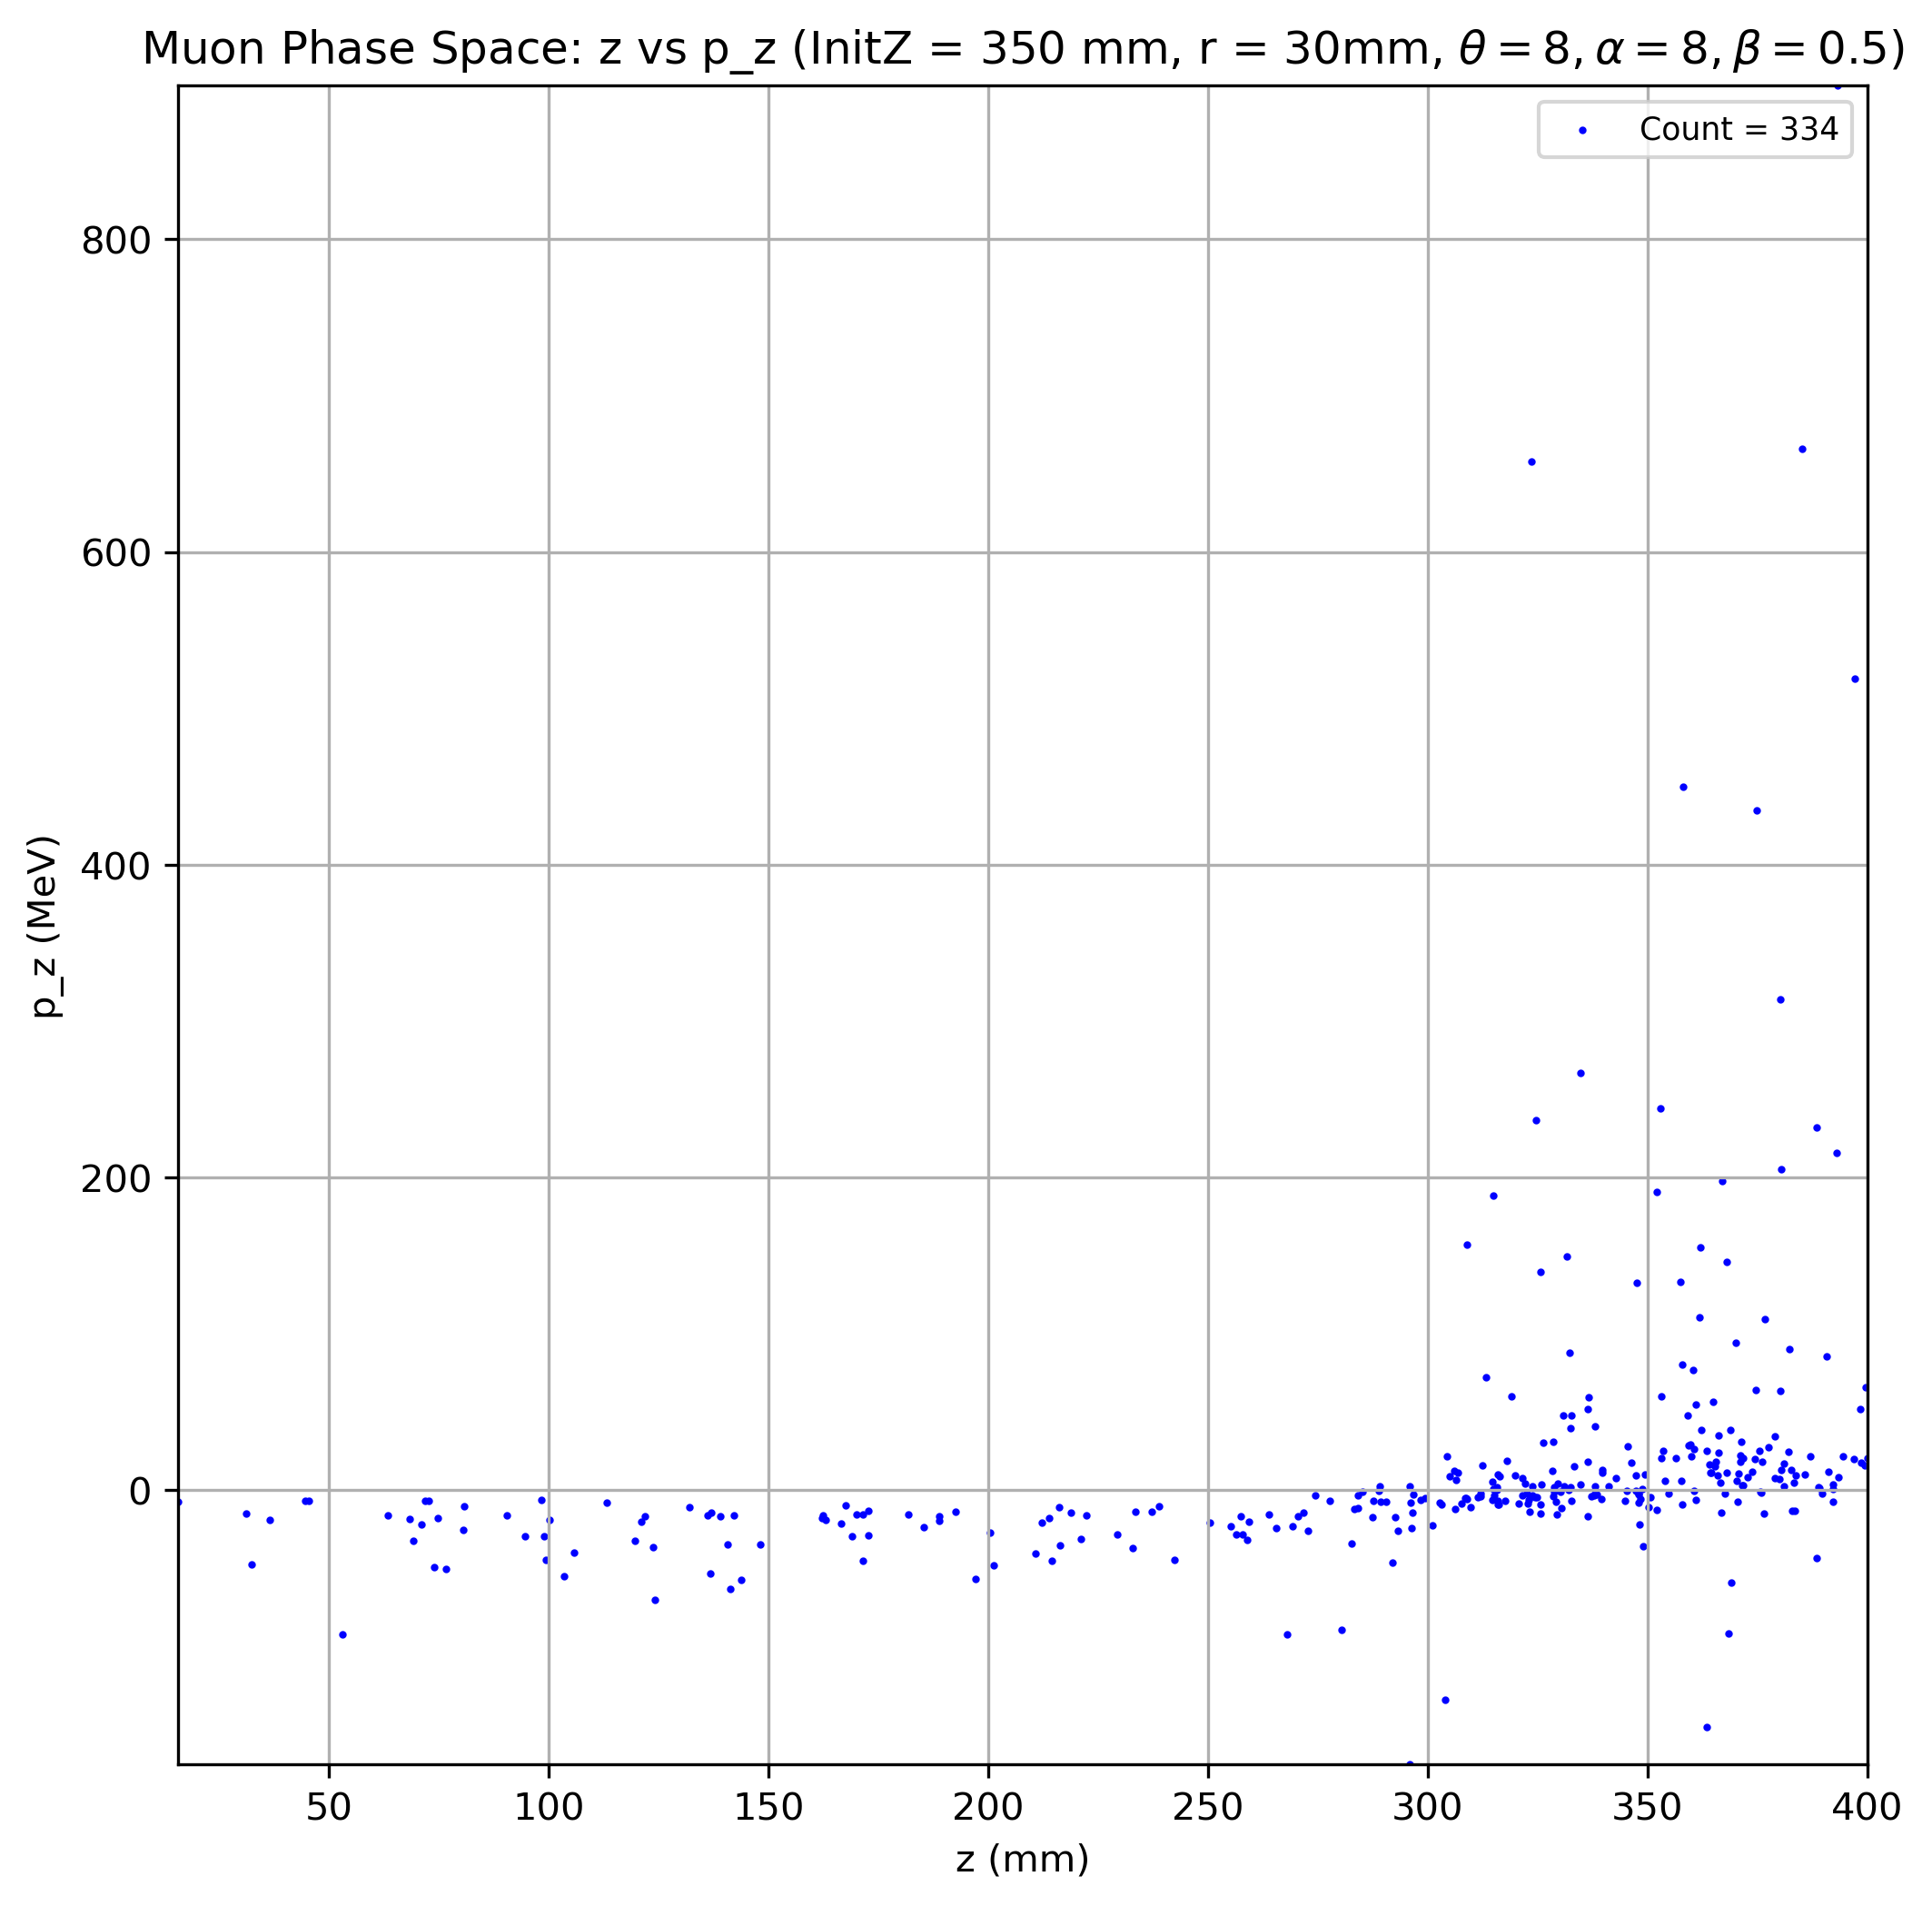 Muon Phase Space: z vs p_z (InitZ = 350 mm, r = 30mm, θ = 8, α = 8, β = 0.5)
Count = 334
800
600
400
200
0
p_z (MeV)
50 100 150 200 250 300 350 400
z (mm)